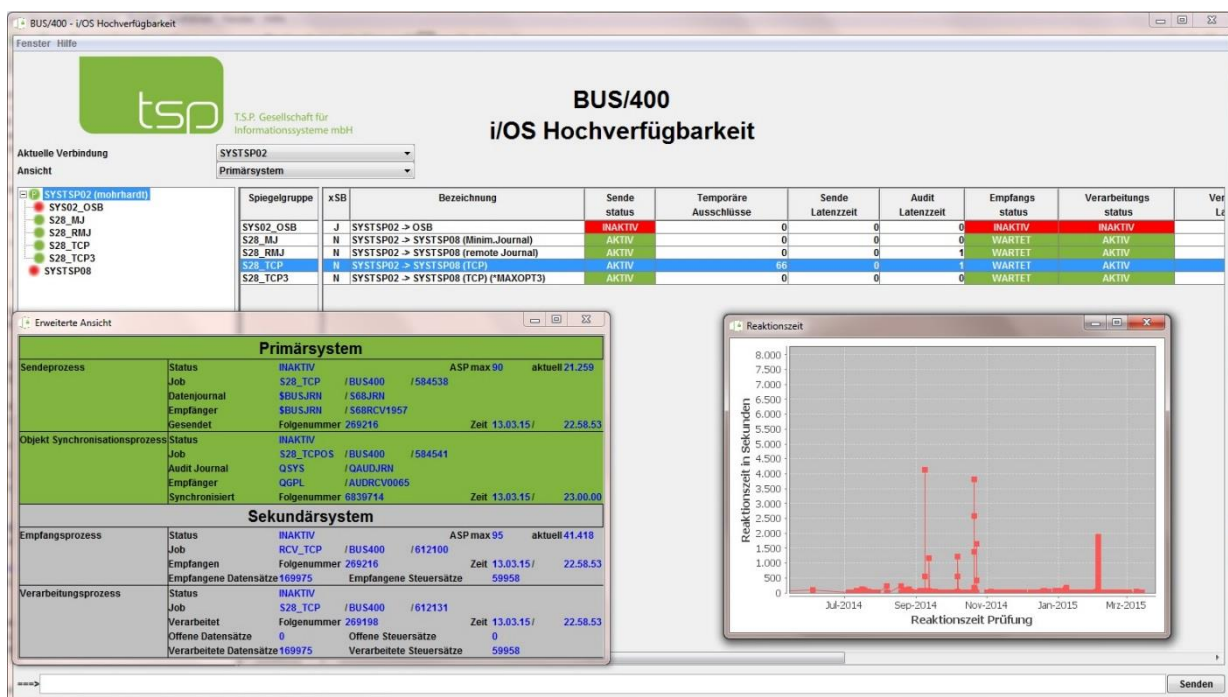 BUS/400 - i/OS Hochverfügbarkeit
Fenster Hilfe
tsp
T.S.P. Gesellschaft für
Informationssysteme mbH
BUS/400
i/OS Hochverfügbarkeit
Aktuelle Verbindung SYSTSP02
Ansicht Primärsystem
SYSTSP02 (mohrhardt)
SYS02_OSB
S28_MJ
S28_RMJ
S28_TCP
S28_TCP3
SYSTSP08
Spiegelgruppe xSB Bezeichnung Sende status Temporäre Ausschlüsse Sende Latenzzeit Audit Latenzzeit Empfangs status Verarbeitungs status Ver
SYS02_OSB J SYSTSP02 -> OSB INAKTIV 0 0 0 INAKTIV INAKTIV
S28_MJ N SYSTSP02 -> SYSTSP08 (Minim.Journal) AKTIV 0 0 0 WARTET AKTIV
S28_RMJ N SYSTSP02 -> SYSTSP08 (remote Journal) AKTIV 0 0 1 WARTET AKTIV
S28_TCP N SYSTSP02 -> SYSTSP08 (TCP) AKTIV 66 0 1 WARTET AKTIV
S28_TCP3 N SYSTSP02 -> SYSTSP08 (TCP) (*MAXOPT3) AKTIV 0 0 0 WARTET AKTIV
Erweiterte Ansicht
Primärsystem
Sendeprozess Status INAKTIV ASP max 90 aktuell 21.259
Job S28_TCP /BUS400 /584538
Datenjournal $BUSJRN /S68JRN
Empfänger $BUSJRN /S68RCV1957
Gesendet Folgenummer 269216 Zeit 13.03.15/ 22.58.53
Objekt Synchronisationsprozess Status INAKTIV
Job S28_TCPOS /BUS400 /584541
Audit Journal QSYS /QAUDJRN
Empfänger QGPL /AUDRCV0065
Synchronisiert Folgenummer 6839714 Zeit 13.03.15/ 23.00.00
Sekundärsystem
Empfangsprozess Status INAKTIV ASP max 95 aktuell 41.418
Job RCV_TCP /BUS400 /612100
Empfangen Folgenummer 269216 Zeit 13.03.15/ 22.58.53
Empfangene Datensätze 169975 Empfangene Steuersätze 59958
Verarbeitungsprozess Status INAKTIV
Job S28_TCP /BUS400 /612131
Verarbeitet Folgenummer 269198 Zeit 13.03.15/ 22.58.53
Offene Datensätze 0 Offene Steuersätze 0
Verarbeitete Datensätze 169975 Verarbeitete Steuersätze 59958
Reaktionszeit
Reaktionszeit in Sekunden
8.000
7.500
7.000
6.500
6.000
5.500
5.000
4.500
4.000
3.500
3.000
2.500
2.000
1.500
1.000
500
0
Jul-2014 Sep-2014 Nov-2014 Jan-2015 Mrz-2015
Reaktionszeit Prüfung
===> Senden